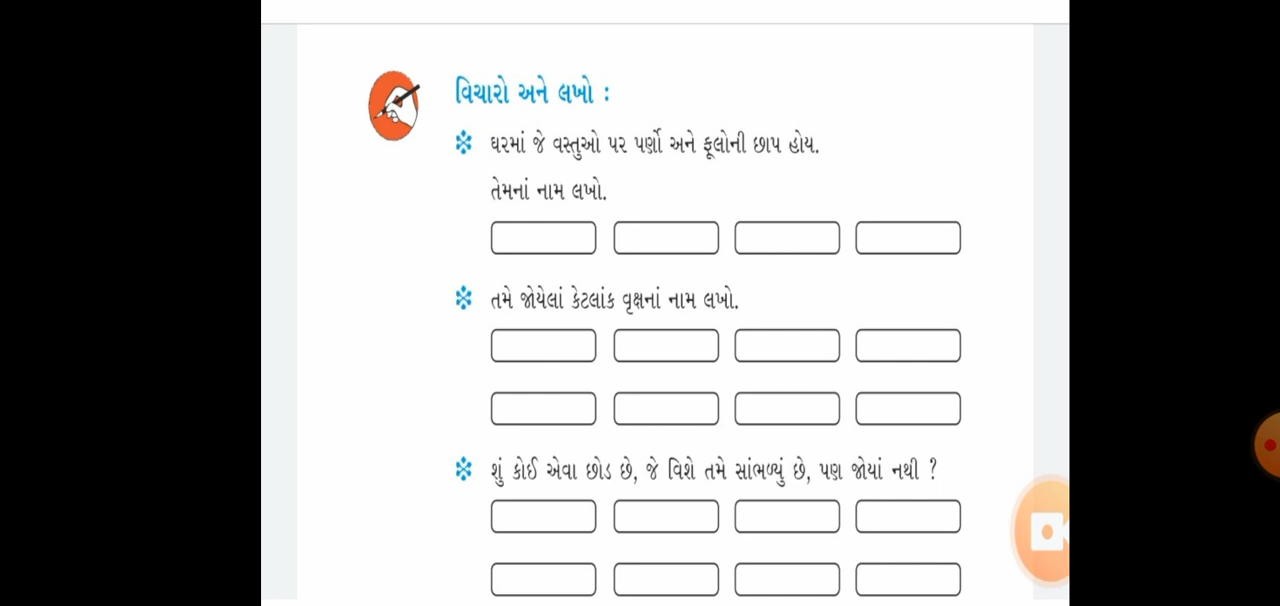 વિચારો અને લખો :
ઘરમાં જે વસ્તુઓ પર પર્ણો અને ફૂલોની છાપ હોય.
તેમનાં નામ લખો.
તમે જોયેલાં કેટલાંક વૃક્ષનાં નામ લખો.
શું કોઈ એવા છોડ છે, જે વિશે તમે સાંભળ્યું છે, પણ જોયાં નથી ?